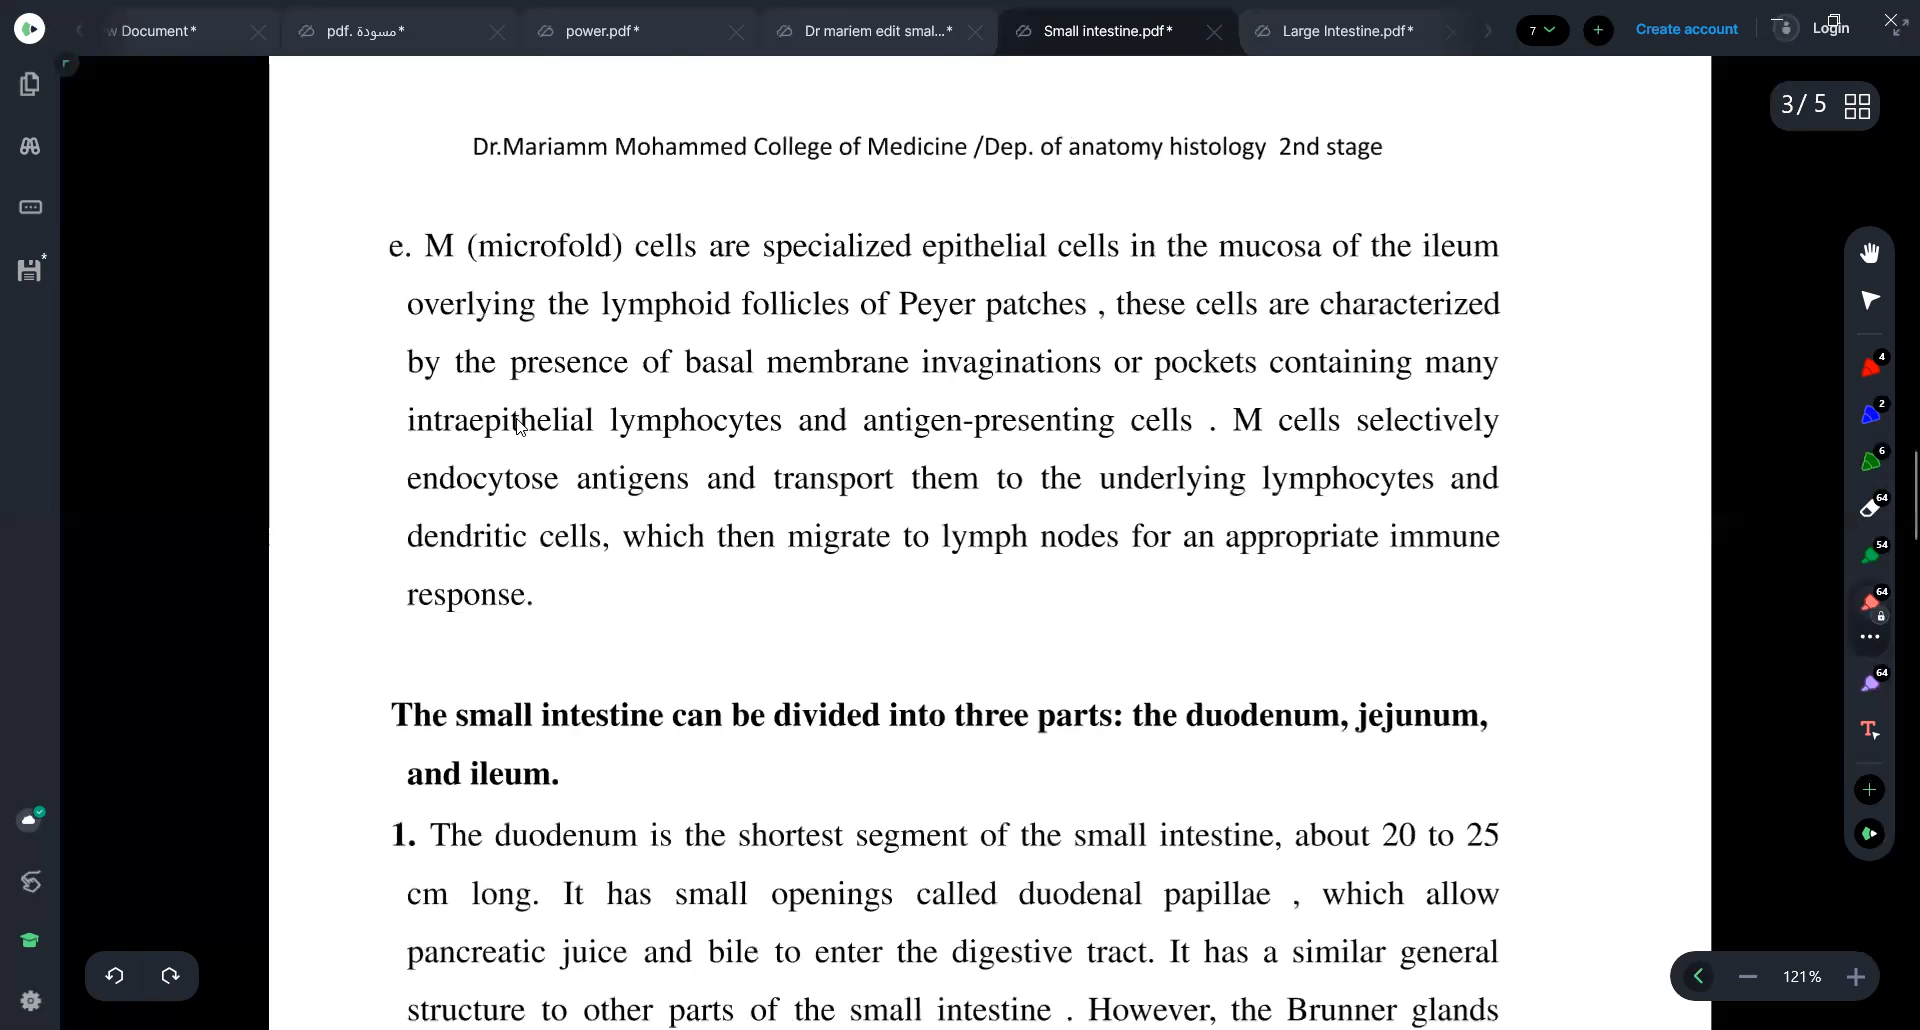 w Document*
pdf. مسودة*
power.pdf*
Dr mariem edit smal...*
Small intestine.pdf*
Large Intestine.pdf*
7
Create account
Login
3/ 5
Dr.Mariamm Mohammed College of Medicine /Dep. of anatomy histology 2nd stage
e. M (microfold) cells are specialized epithelial cells in the mucosa of the ileum
overlying the lymphoid follicles of Peyer patches , these cells are characterized
by the presence of basal membrane invaginations or pockets containing many
intraepithelial lymphocytes and antigen-presenting cells . M cells selectively
endocytose antigens and transport them to the underlying lymphocytes and
dendritic cells, which then migrate to lymph nodes for an appropriate immune
response.
The small intestine can be divided into three parts: the duodenum, jejunum,
and ileum.
1. The duodenum is the shortest segment of the small intestine, about 20 to 25
cm long. It has small openings called duodenal papillae , which allow
pancreatic juice and bile to enter the digestive tract. It has a similar general
structure to other parts of the small intestine . However, the Brunner glands
4
2
6
64
54
64
64
T
121%